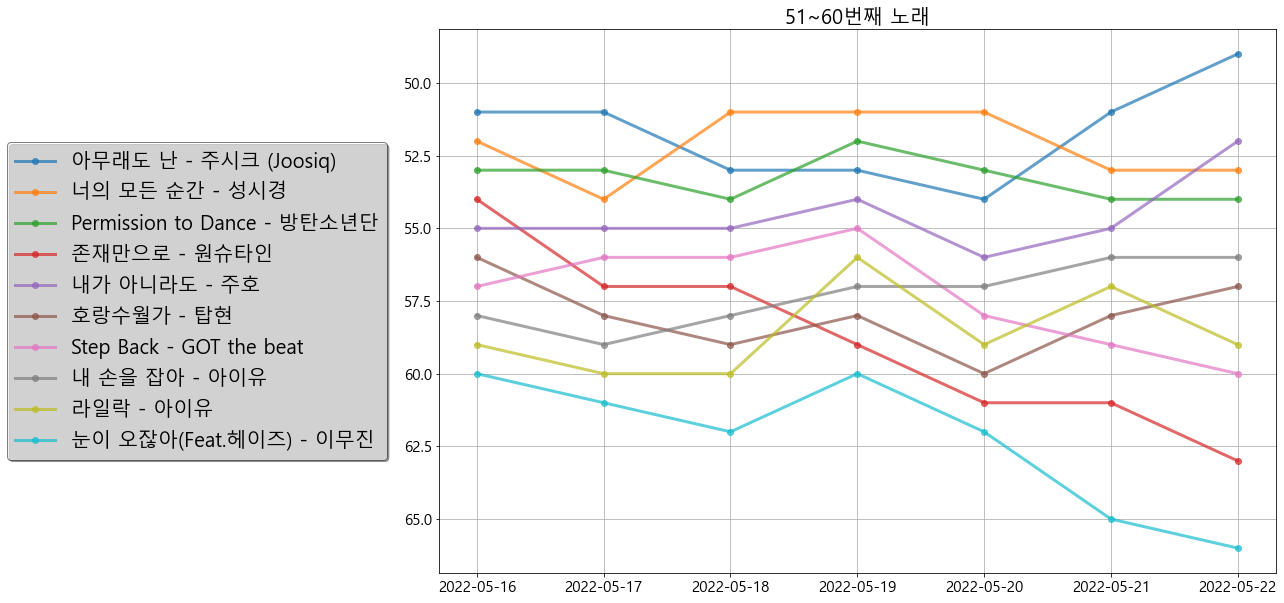 51~60번째 노래
아무래도 난 - 주시크 (Joosiq)
너의 모든 순간 - 성시경
Permission to Dance - 방탄소년단
존재만으로 - 원슈타인
내가 아니라도 - 주호
호랑수월가 - 탑현
Step Back - GOT the beat
내 손을 잡아 - 아이유
라일락 - 아이유
눈이 오잖아(Feat.헤이즈) - 이무진
50.0
52.5
55.0
57.5
60.0
62.5
65.0
2022-05-16 2022-05-17 2022-05-18 2022-05-19 2022-05-20 2022-05-21 2022-05-22